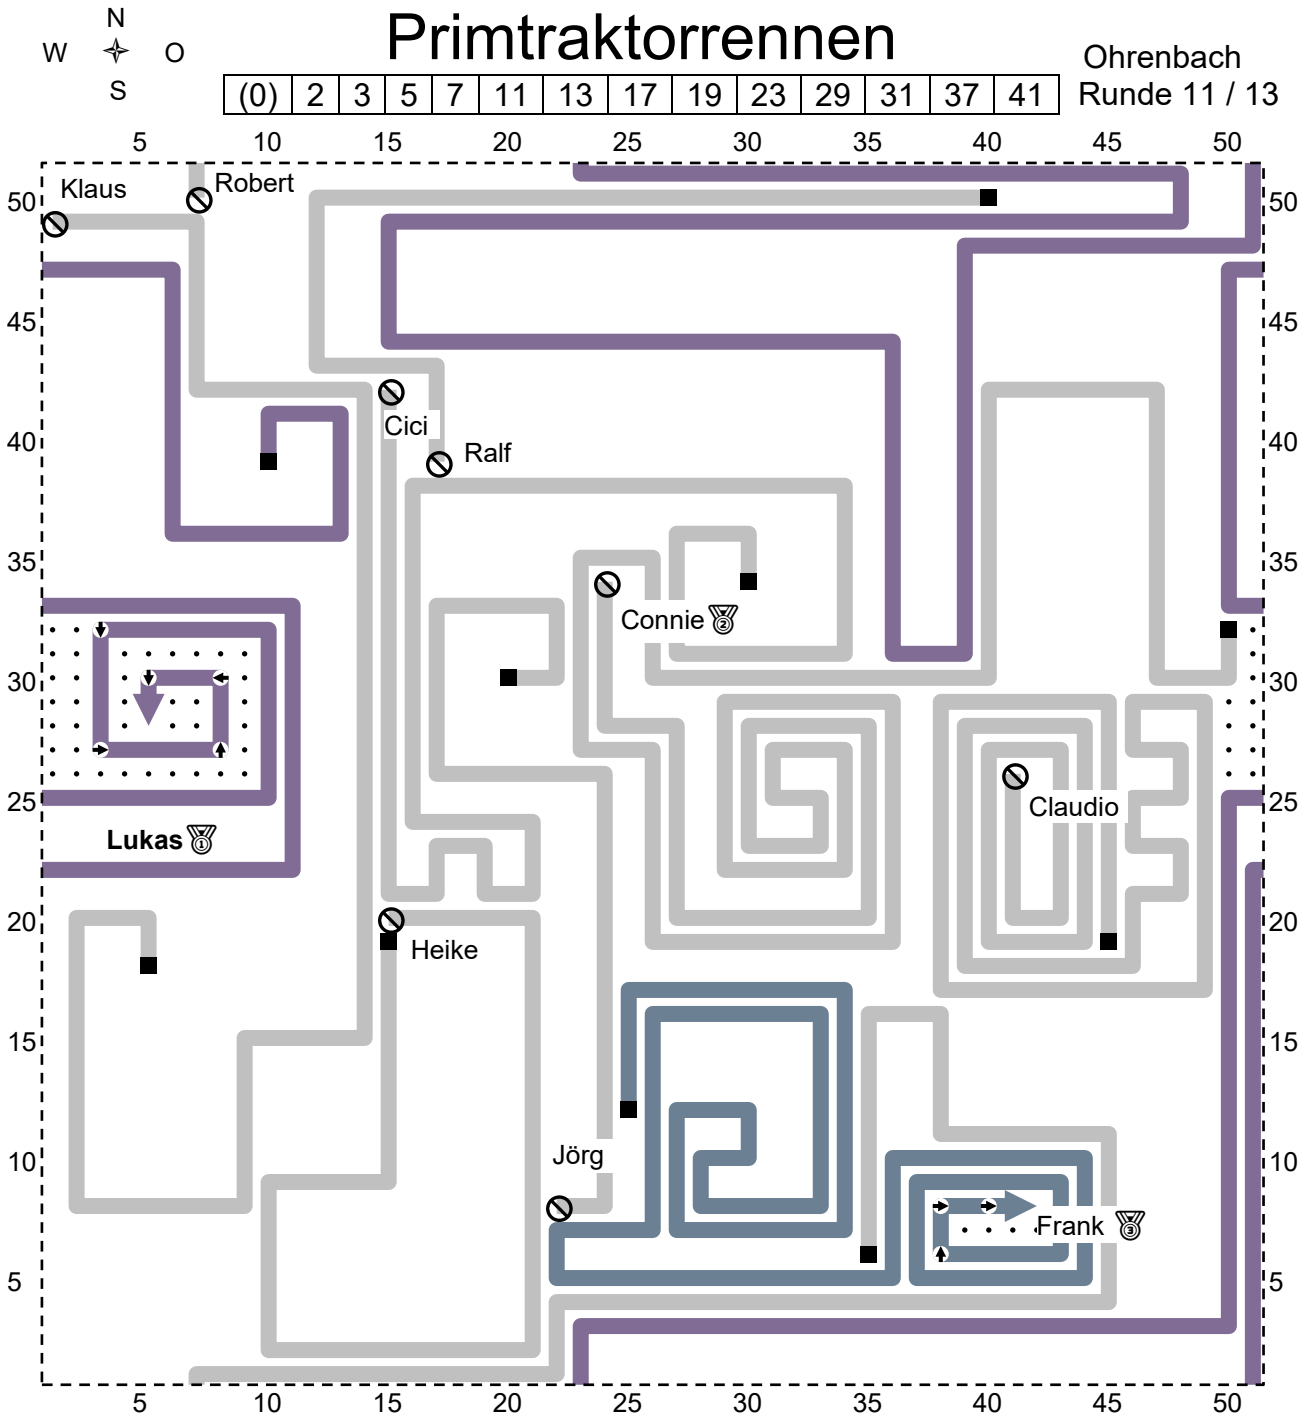 Primtraktorrennen
N
W O
S
Ohrenbach
Runde 11 / 13
(0) 2 3 5 7 11 13 17 19 23 29 31 37 41
5 10 15 20 25 30 35 40 45 50
Klaus
Robert
50 50
45 45
Cici
40 40
Ralf
35 35
Connie 2
30 30
25 25
Claudio
Lukas 1
20 20
Heike
15 15
Jörg
10 10
Frank 3
5 5
5 10 15 20 25 30 35 40 45 50